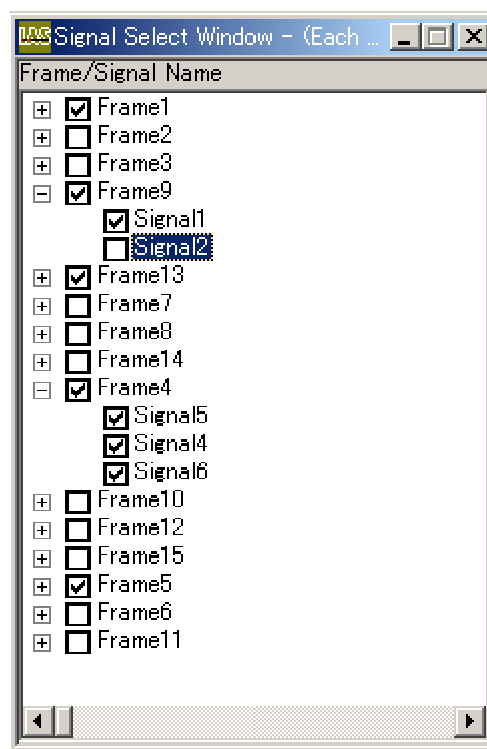 Signal Select Window - (Each ...
Frame/Signal Name
Frame1
Frame2
Frame3
Frame9
Signal1
Signal2
Frame13
Frame7
Frame8
Frame14
Frame4
Signal5
Signal4
Signal6
Frame10
Frame12
Frame15
Frame5
Frame6
Frame11